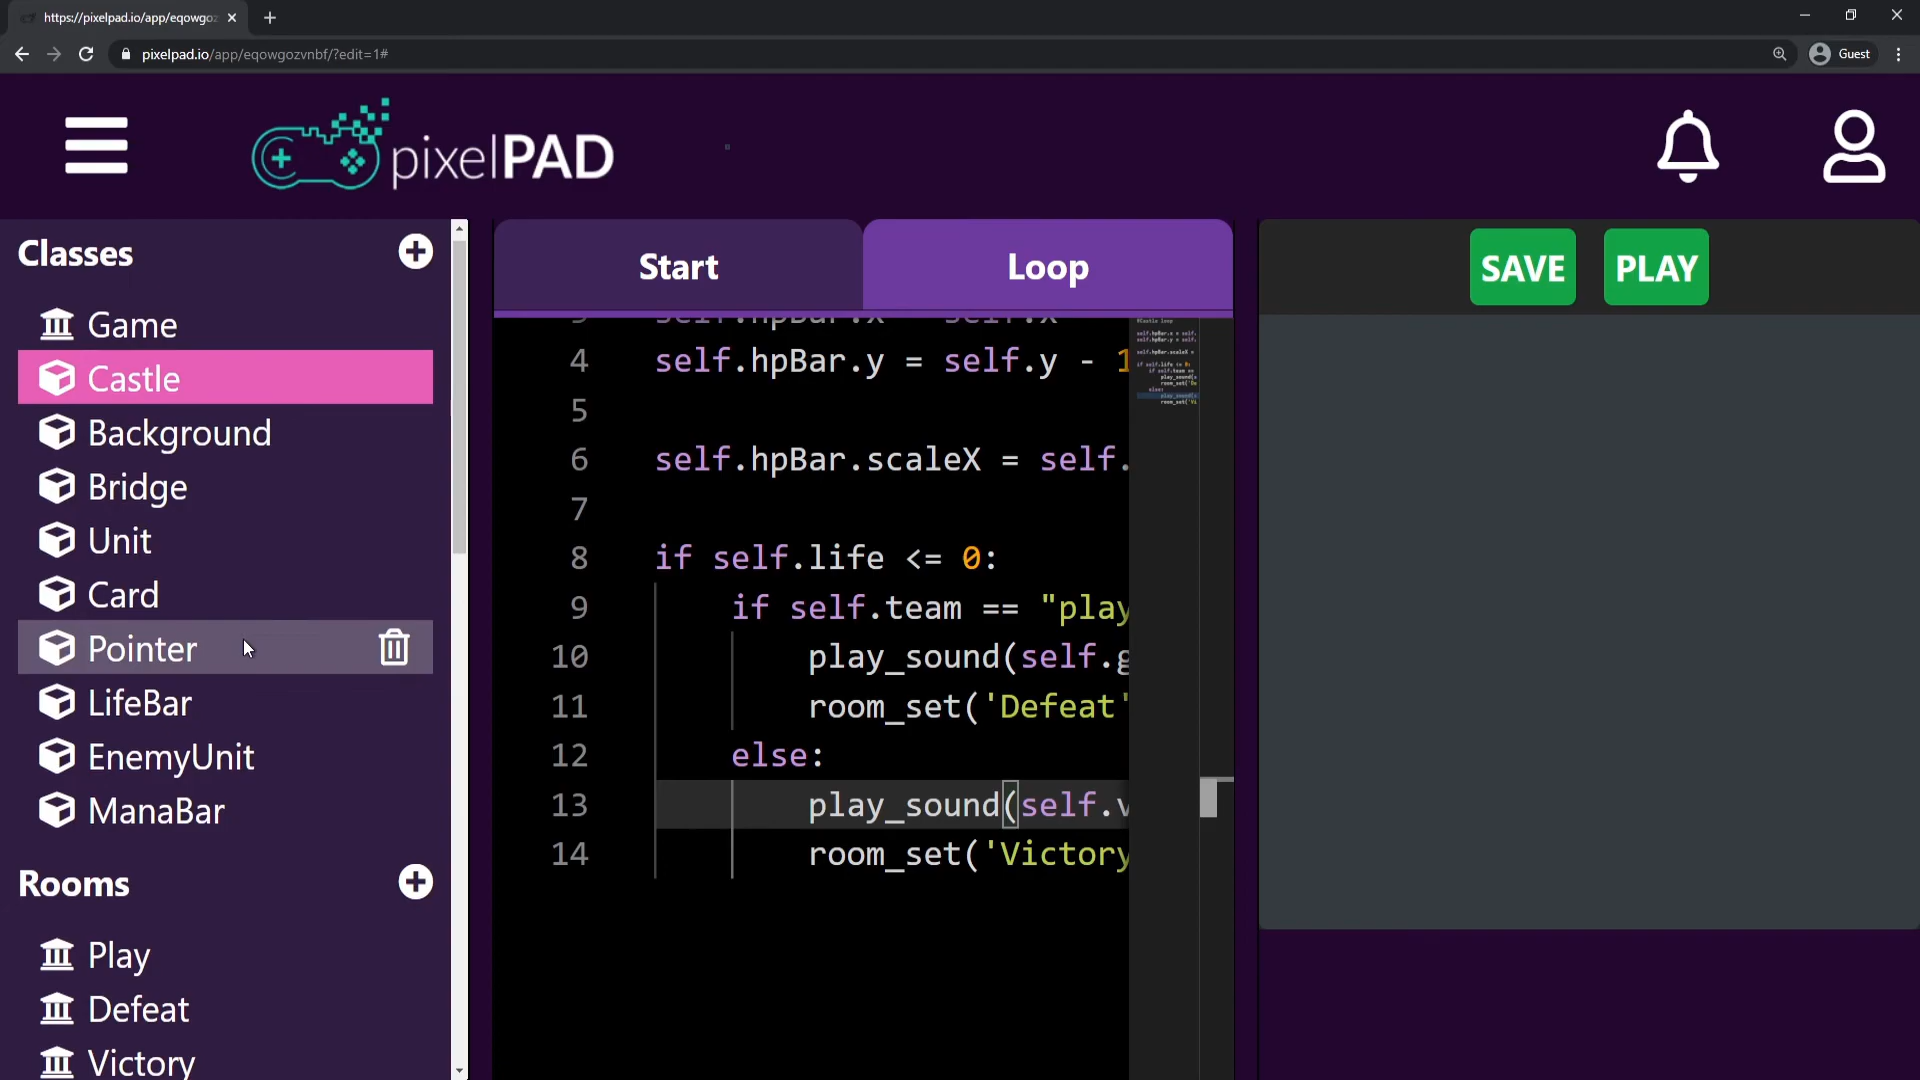 https://pixelpad.io/app/eqowgoz
pixelpad.io/app/eqowgozvnbf/?edit=1#
Guest
pixelPAD
Classes
Game
Castle
Background
Bridge
Unit
Card
Pointer
LifeBar
EnemyUnit
ManaBar
Rooms
Play
Defeat
Victory
Start
Loop
4 self.hpBar.y = self.y - 1
5
6 self.hpBar.scaleX = self.
7
8 if self.life <= 0:
9 if self.team == "play
10 play_sound(self.g
11 room_set('Defeat'
12 else:
13 play_sound(self.v
14 room_set('Victory
SAVE
PLAY